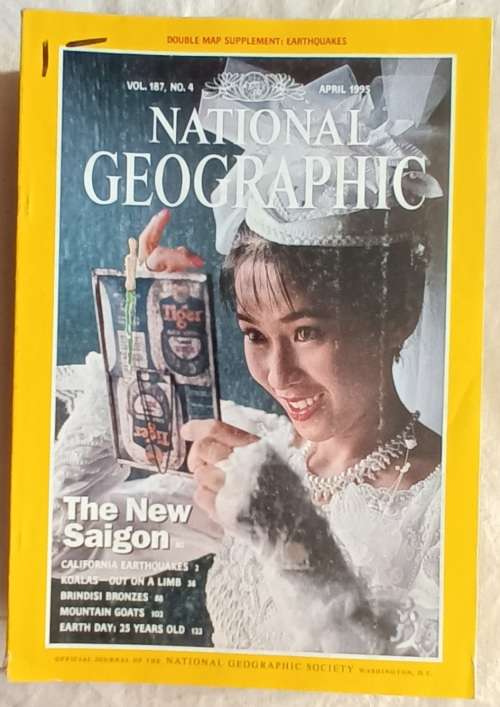 DOUBLE MAP SUPPLEMENT: EARTHQUAKES
VOL. 187, NO. 4
APRIL 1995
NATIONAL
GEOGRAPHIC
Tiger
Tiger
The New
Saigon
CALIFORNIA EARTHQUAKES 2
KOALAS—OUT ON A LIMB 36
BRINDISI BRONZES 88
MOUNTAIN GOATS 102
EARTH DAY: 25 YEARS OLD 123
OFFICIAL JOURNAL OF THE NATIONAL GEOGRAPHIC SOCIETY WASHINGTON, D.C.